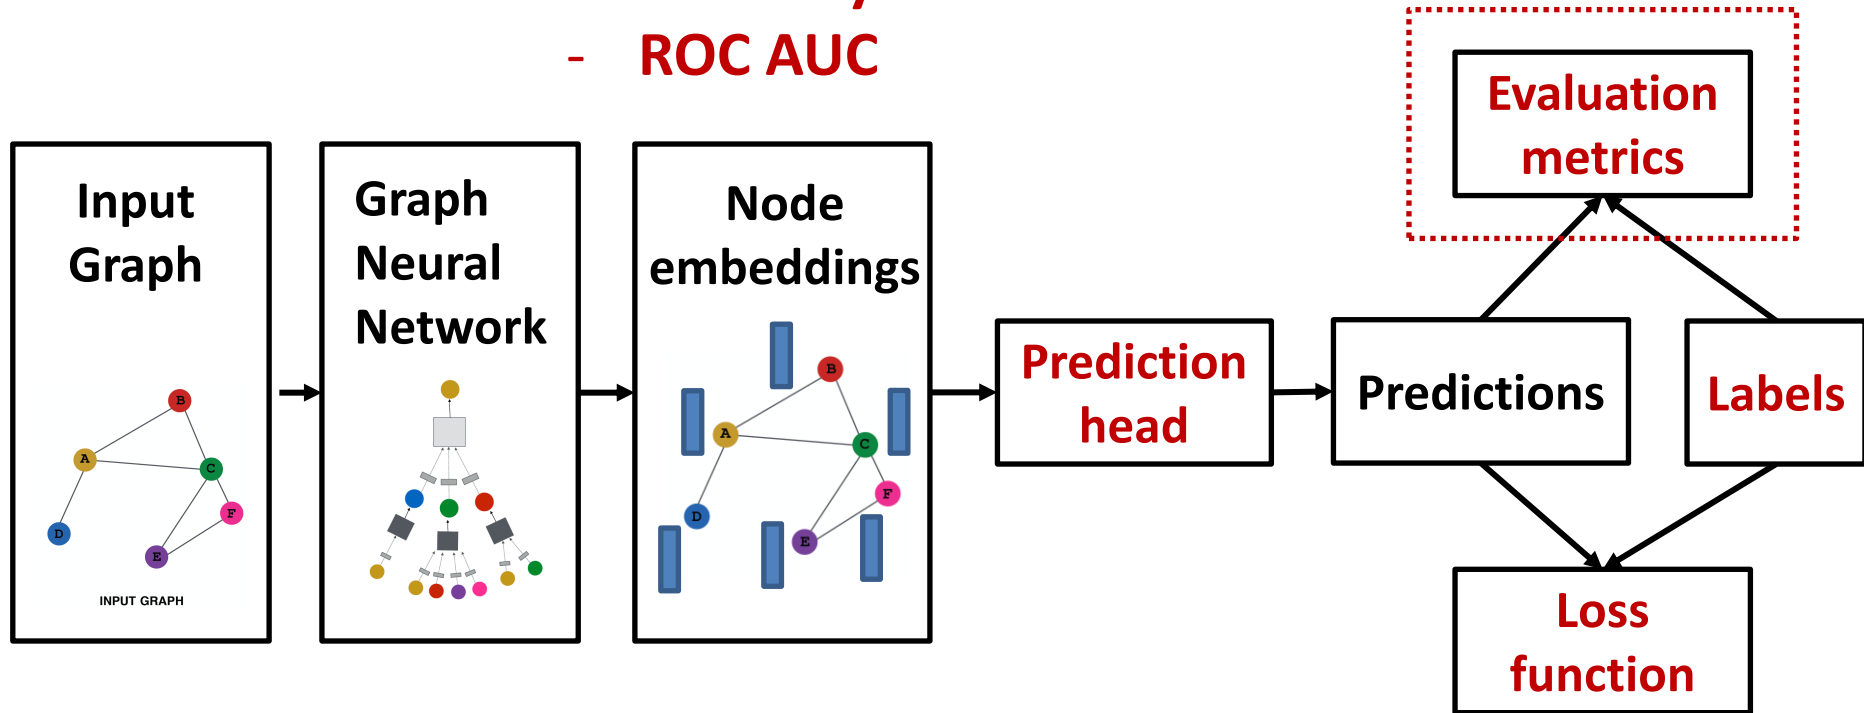 - ROC AUC
Evaluation
metrics
Input
Graph
Graph
Neural
Network
Node
embeddings
Prediction
head
Predictions
Labels
Loss
function
B
A
C
F
D
E
INPUT GRAPH
B
A
C
F
D
E